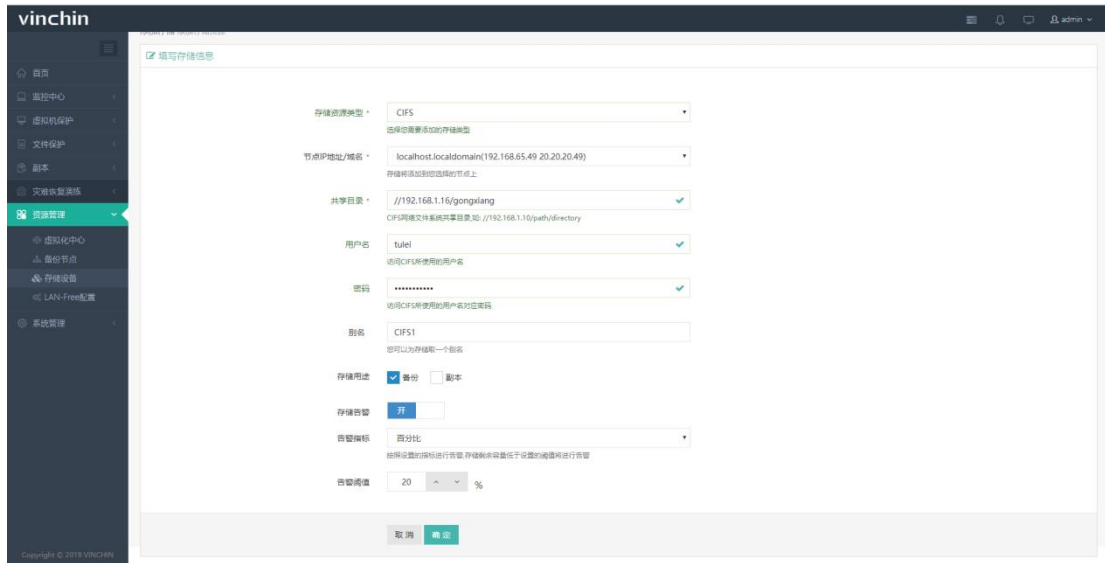 vinchin
admin
填写存储信息
首页
监控中心
虚拟机保护
文件保护
副本
灾难恢复演练
资源管理
虚拟化中心
备份节点
存储设备
LAN-Free配置
系统管理
存储资源类型 *
CIFS
选择您需要添加的存储类型
节点IP地址/域名 *
localhost.localdomain(192.168.65.49 20.20.20.49)
存储将添加到您选择的节点上
共享目录 *
//192.168.1.16/gongxiang
CIFS网络文件系统共享目录,如: //192.168.1.10/path/directory
用户名
tulei
访问CIFS所使用的用户名
密码
•••••••••••
访问CIFS所使用的用户名对应密码
别名
CIFS1
您可以为存储取一个别名
存储用途
备份 副本
存储告警
开
告警指标
百分比
按照设置的指标进行告警,存储剩余容量低于设置的阈值将进行告警
告警阈值
20 %
取消 确定
Copyright © 2019 VINCHIN